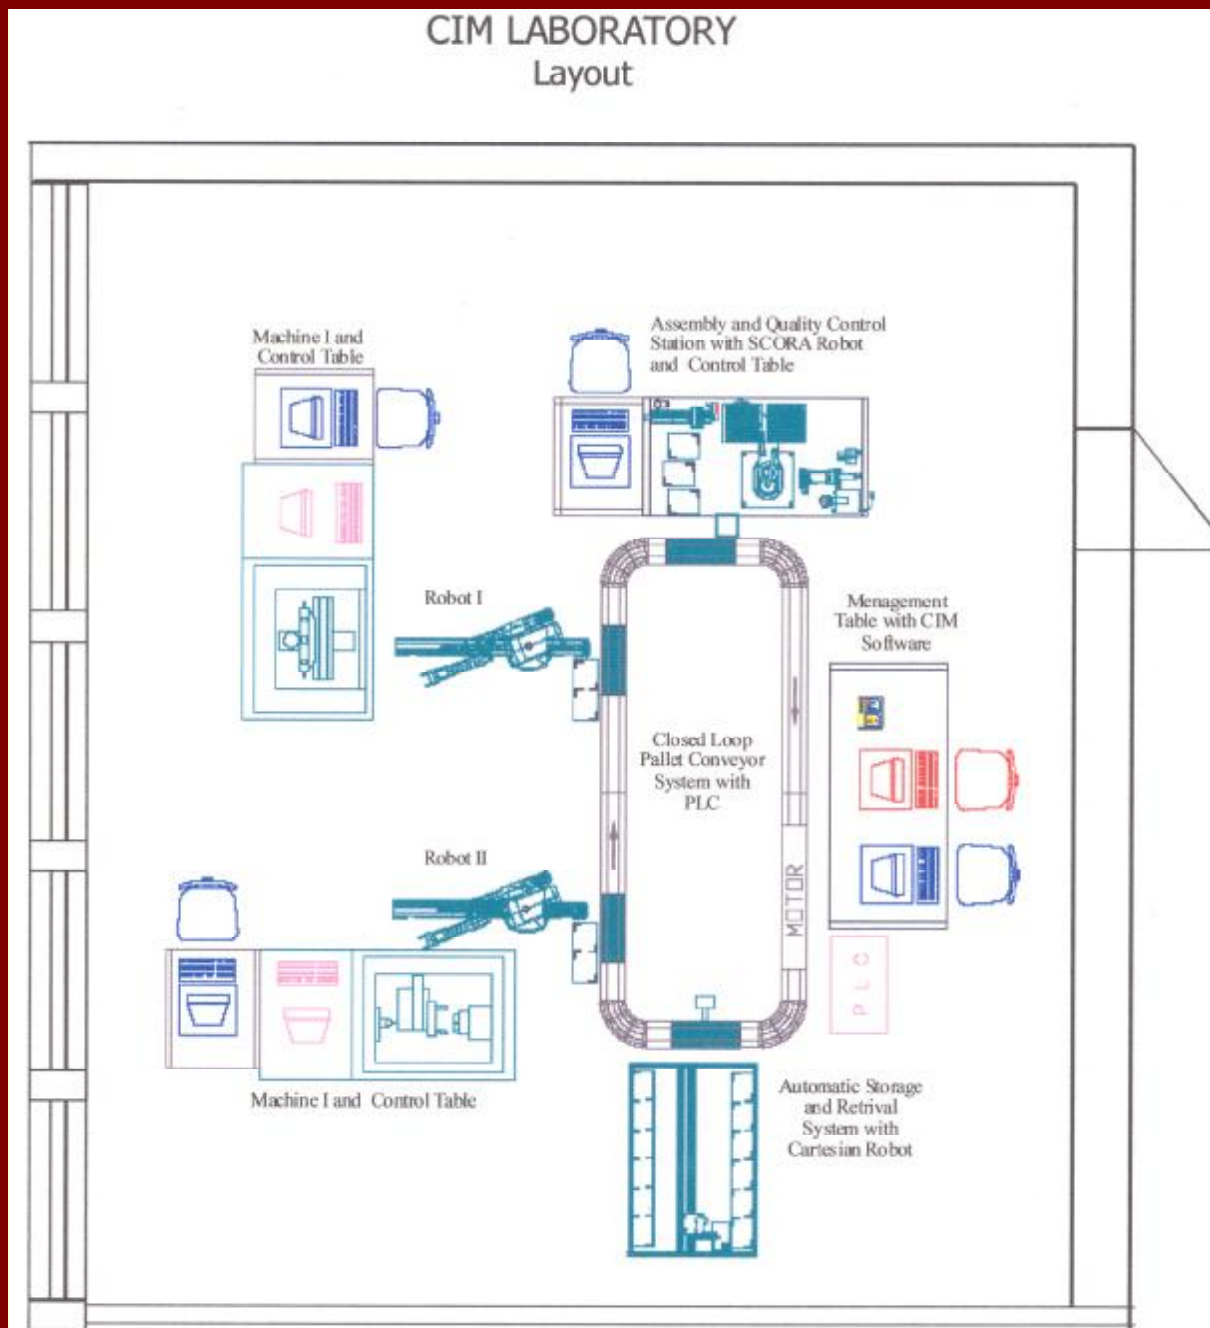 CIM LABORATORY
Layout
Machine I and
Control Table
Assembly and Quality Control
Station with SCORA Robot
and Control Table
Robot I
Menagement
Table with CIM
Software
Closed Loop
Pallet Conveyor
System with
PLC
Robot II
MOTOR
PLC
Machine I and Control Table
Automatic Storage
and Retrival
System with
Cartesian Robot